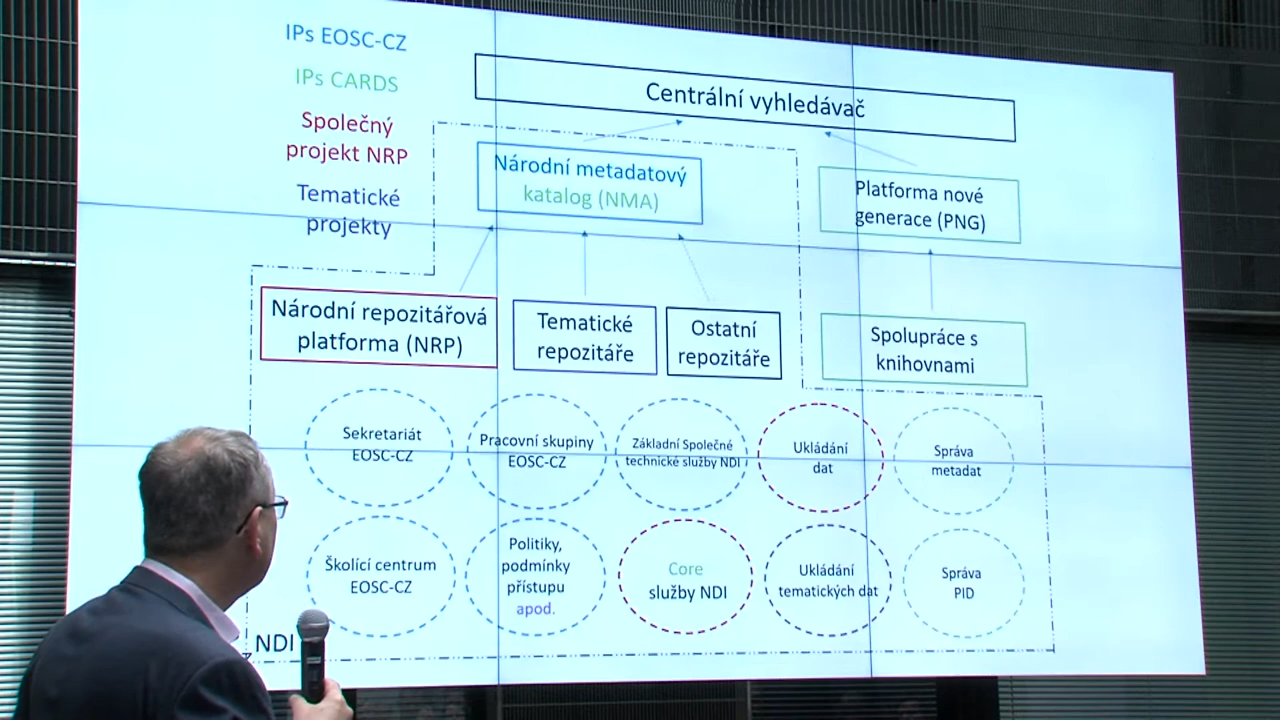 IPs EOSC-CZ
IPs CARDS
Společný
projekt NRP
Tematické
projekty
Centrální vyhledávač
Národní metadatový
katalog (NMA)
Platforma nové
generace (PNG)
Národní repozitářová
platforma (NRP)
Tematické
repozitáře
Ostatní
repozitáře
Spolupráce s
knihovnami
Sekretariát
EOSC-CZ
Pracovní skupiny
EOSC-CZ
Základní Společné
technické služby NDI
Ukládání
dat
Správa
metadat
Školící centrum
EOSC-CZ
Politiky,
podmínky
přístupu
apod.
Core
služby NDI
Ukládání
tematických dat
Správa
PID
NDI